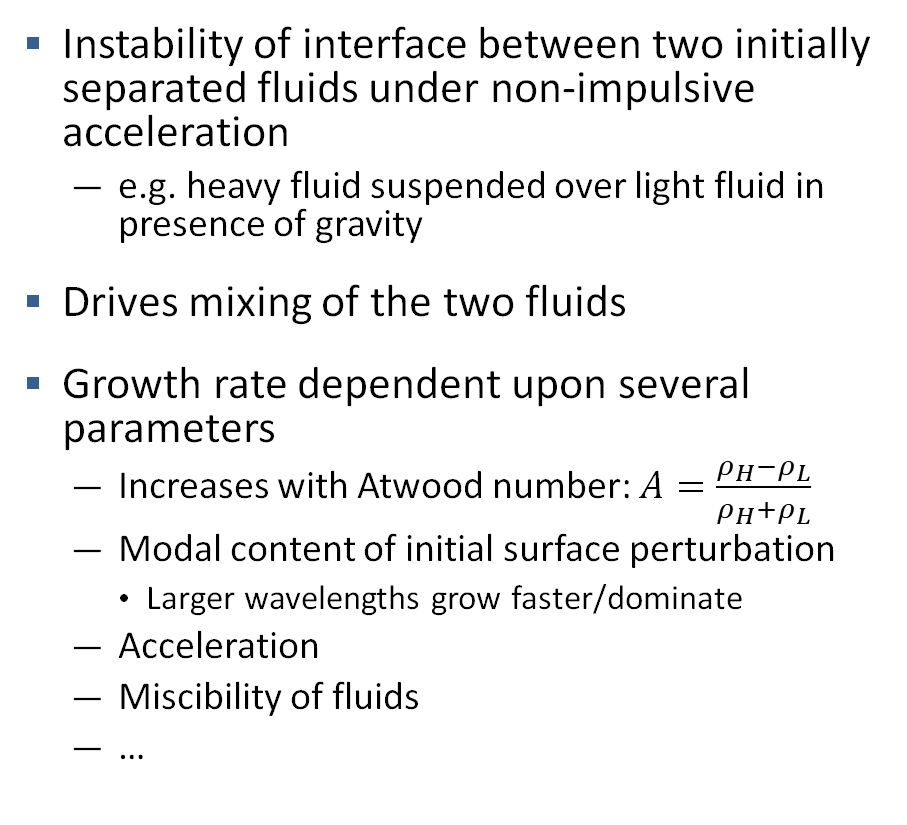 ▪ Instability of interface between two initially
separated fluids under non-impulsive
acceleration
— e.g. heavy fluid suspended over light fluid in
presence of gravity
▪ Drives mixing of the two fluids
▪ Growth rate dependent upon several
parameters
— Increases with Atwood number: $A = \frac{\rho_H - \rho_L}{\rho_H + \rho_L}$
— Modal content of initial surface perturbation
• Larger wavelengths grow faster/dominate
— Acceleration
— Miscibility of fluids
— ...